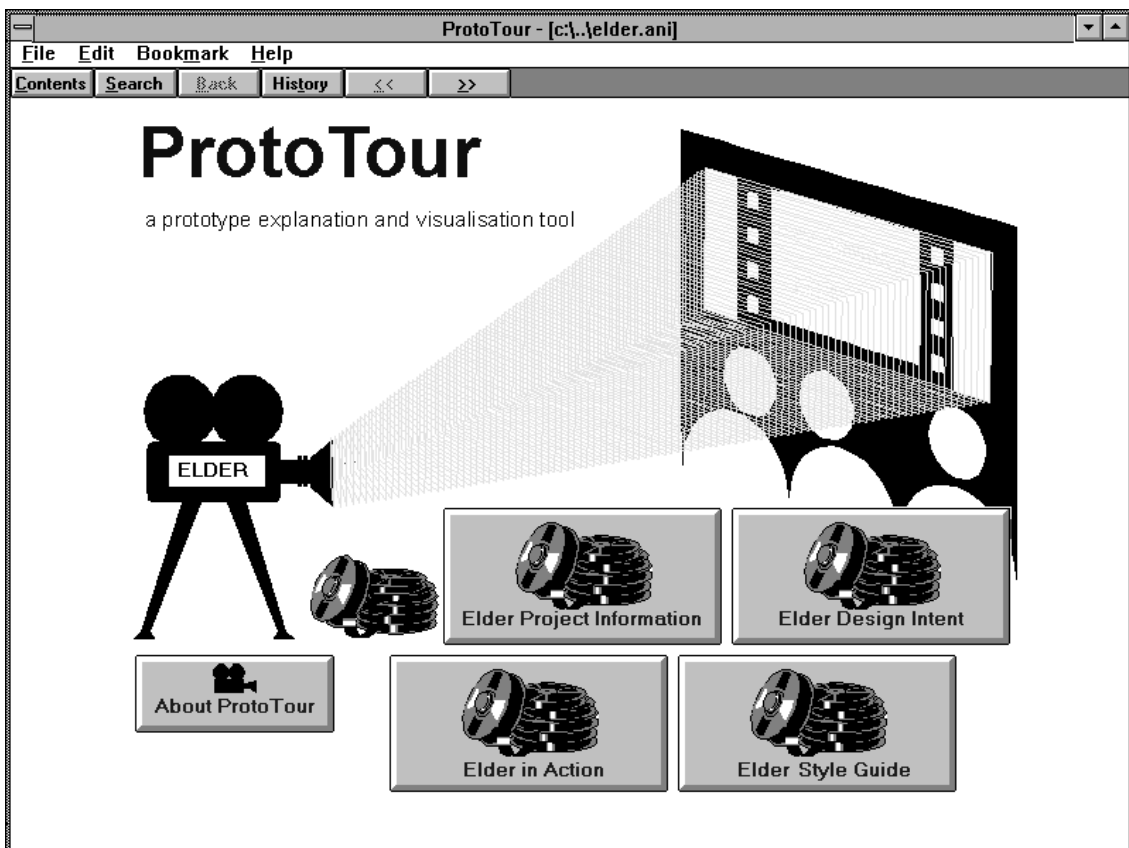 ProtoTour - [c:\..\elder.ani]
File Edit Bookmark Help
Contents Search Back History << >>
ProtoTour
a prototype explanation and visualisation tool
ELDER
Elder Project Information
Elder Design Intent
About ProtoTour
Elder in Action
Elder Style Guide